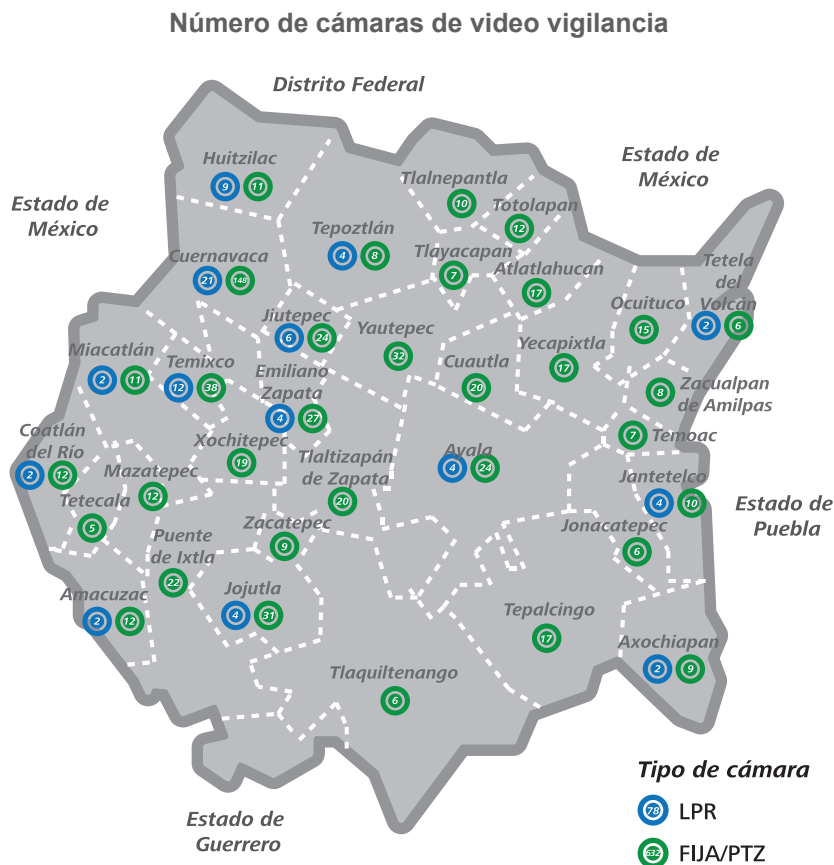 Número de cámaras de video vigilancia
Distrito Federal
Estado de
México
Estado de
México
Huitzilac
9 11
Tlalnepantla
10
Totolapan
12
Tepoztlán
4 8
Cuernavaca
21 148
Tlayacapan
7
Atlatlahucan
17
Tetela
del
Volcán
2 6
Ocuituco
15
Jiutepec
6 24
Yautepec
32
Yecapixtla
17
Miacatlán
2 11
Temixco
12 38
Emiliano
Zapata
4 27
Cuautla
20
Zacualpan
de Amilpas
8
Temoac
7
Coatlán
del Río
2 12
Xochitepec
19
Tlaltizapán
de Zapata
20
Ayala
4 24
Mazatepec
12
Tetecala
5
Jantetelco
4 10
Estado de
Puebla
Jonacatepec
6
Zacatepec
9
Puente
de Ixtla
22
Amacuzac
2 12
Jojutla
4 31
Tepalcingo
17
Axochiapan
2 9
Tlaquiltenango
6
Estado de
Guerrero
Tipo de cámara
78 LPR
632 FIJA/PTZ